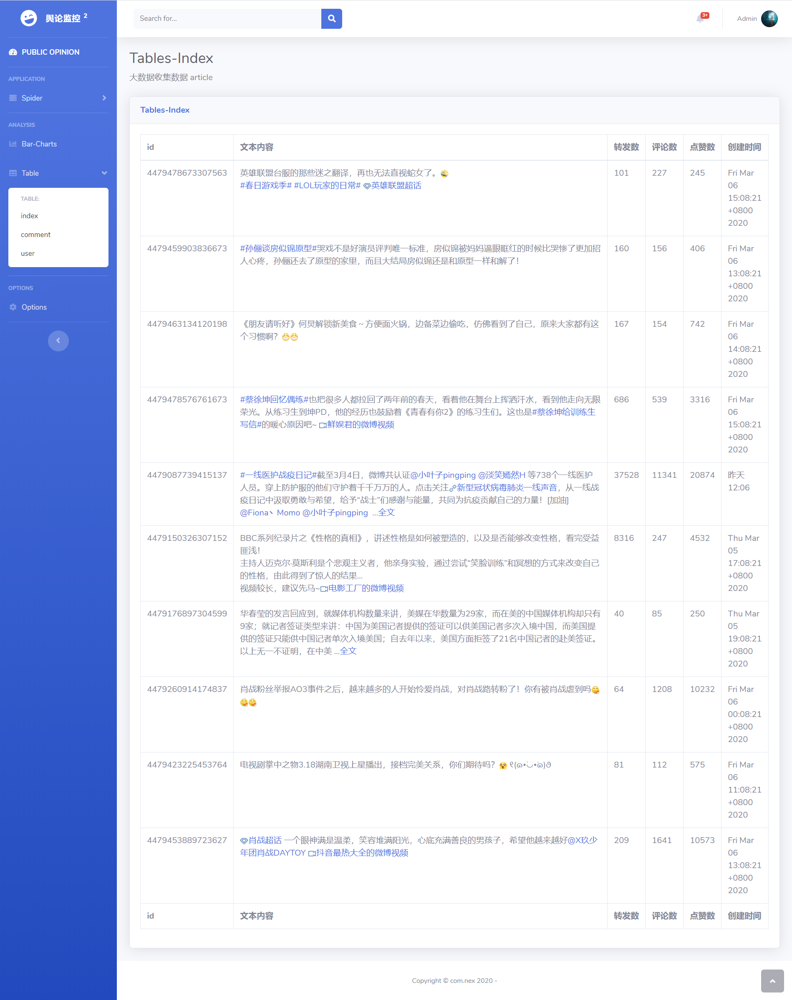 舆论监控 2
Search for...
3+
Admin
PUBLIC OPINION
APPLICATION
Spider
ANALYSIS
Bar-Charts
Table
TABLE:
index
comment
user
OPTIONS
Options
Tables-Index
大数据收集数据 article
Tables-Index
id 文本内容 转发数 评论数 点赞数 创建时间
4479478673307563 英雄联盟台服的那些迷之翻译，再也无法直视蛇女了。🤣 101 227 245 Fri Mar
#春日游戏季# #LOL玩家的日常# 英雄联盟超话 06
15:08:21
+0800
2020
4479459903836673 #孙俪谈房似锦原型#哭戏不是好演员评判唯一标准，房似锦被妈妈逼眼眶红的时候比哭惨了更加招 160 156 406 Fri Mar
人心疼，孙俪还去了原型的家里，而且大结局房似锦还是和原型一样和解了！ 06
13:08:21
+0800
2020
4479463134120198 《朋友请听好》何炅解锁新美食～方便面火锅，边备菜边偷吃，仿佛看到了自己，原来大家都有这 167 154 742 Fri Mar
个习惯啊？😁😁 06
14:08:21
+0800
2020
4479478576761673 #蔡徐坤回忆偶练#也把很多人都拉回了两年前的春天，看着他在舞台上挥洒汗水，看到他走向无限 686 539 3316 Fri Mar
荣光。从练习生到坤PD，他的经历也鼓励着《青春有你2》的练习生们。这也是#蔡徐坤给训练生 06
写信#的暖心原因吧~ 鲜娱君的微博视频 15:08:21
+0800
2020
4479087739415137 #一线医护战疫日记#截至3月4日，微博共认证@小叶子pingping @淡笑嫣然H 等738个一线医护 37528 11341 20874 昨天
人员。穿上防护服的他们守护着千千万万的人。点击关注新型冠状病毒肺炎一线声音，从一线战 12:06
疫日记中汲取勇敢与希望，给予“战士”们感谢与能量，共同为抗疫贡献自己的力量！[加油]
@Fiona丶Momo @小叶子pingping ...全文
4479150326307152 BBC系列纪录片之《性格的真相》，讲述性格是如何被塑造的，以及是否能够改变性格，看完受益 8316 247 4532 Thu Mar
匪浅！ 05
主持人迈克尔·莫斯利是个悲观主义者，他亲身实验，通过尝试“笑脸训练”和冥想的方式来改变自己 17:08:21
的性格，由此得到了惊人的结果... +0800
视频较长，建议先马~电影工厂的微博视频 2020
4479176897304599 华春莹的发言回应到，就媒体机构数量来讲，美媒在华数量为29家，而在美的中国媒体机构却只有 40 85 250 Thu Mar
9家；就记者签证类型来讲：中国为美国记者提供的签证可以供美国记者多次入境中国，而美国提 05
供的签证只能供中国记者单次入境美国；自去年以来，美国方面拒签了21名中国记者的赴美签证。 19:08:21
以上无一不证明，在中美 ...全文 +0800
2020
4479260914174837 肖战粉丝举报AO3事件之后，越来越多的人开始怜爱肖战，对肖战路转粉了！你有被肖战虐到吗😋 64 1208 10232 Fri Mar
😋😋 06
00:08:21
+0800
2020
4479423225453764 电视剧掌中之物3.18湖南卫视上星播出，接档完美关系，你们期待吗？ 81 112 575 Fri Mar
06
11:08:21
+0800
2020
4479453889723627 肖战超话 一个眼神满是温柔，笑容堆满阳光，心底充满善良的男孩子，希望他越来越好@X玖少 209 1641 10573 Fri Mar
年团肖战DAYTOY 抖音最热大全的微博视频 06
13:08:21
+0800
2020
id 文本内容 转发数 评论数 点赞数 创建时间
Copyright © com.nex 2020 -